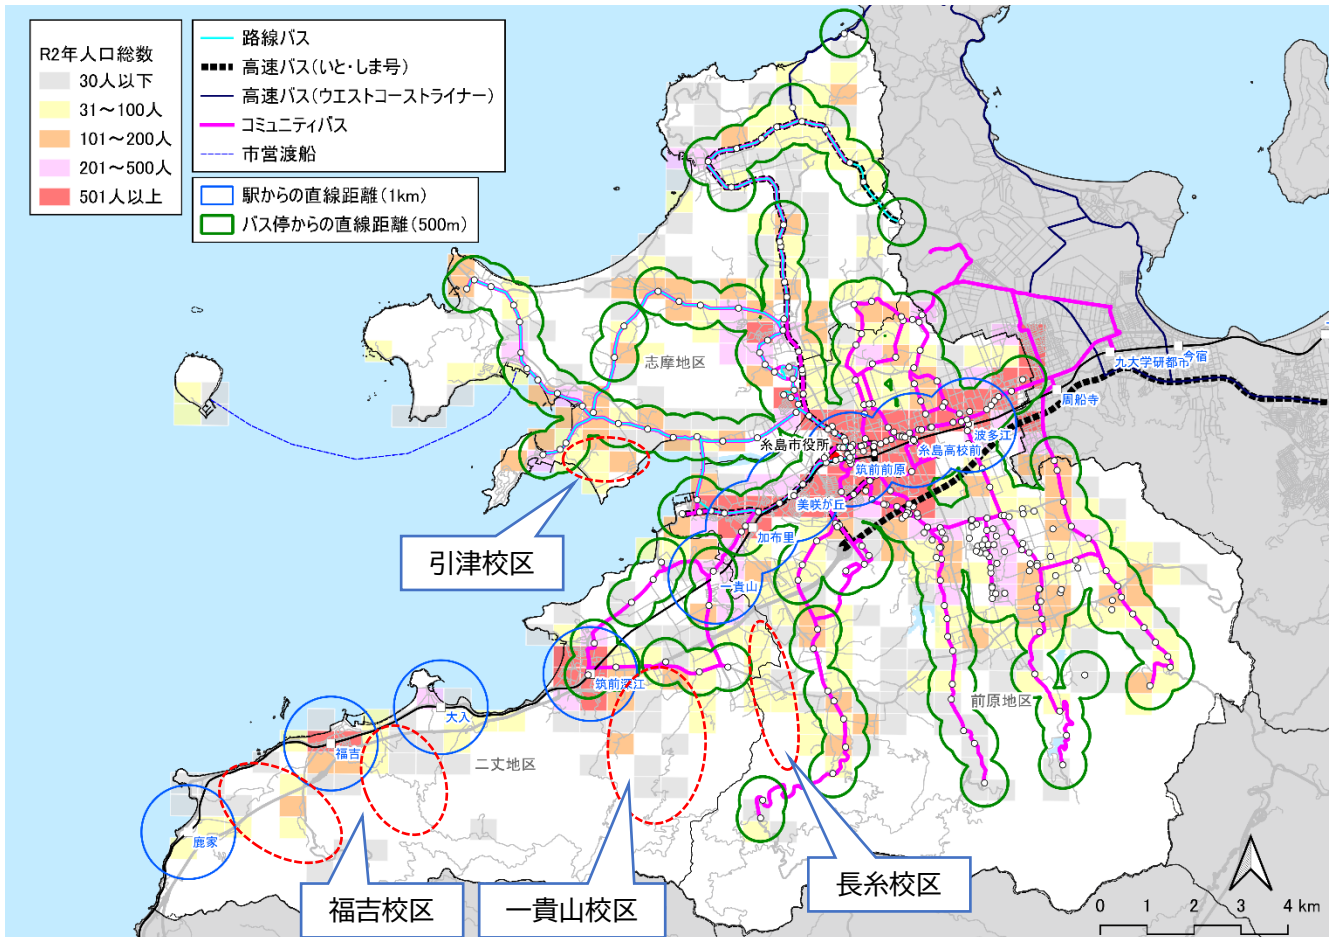 R2年人口総数
30人以下
31～100人
101～200人
201～500人
501人以上
路線バス
高速バス(いと・しま号)
高速バス(ウエストコーストライナー)
コミュニティバス
市営渡船
駅からの直線距離(1km)
バス停からの直線距離(500m)
志摩地区
今宿
九大学研都市
周船寺
波多江
糸島高校前
糸島市役所
筑前前原
美咲が丘
加布里
引津校区
一貴山
筑前深江
前原地区
大入
福吉
二丈地区
鹿家
長糸校区
福吉校区
一貴山校区
0 1 2 3 4 km